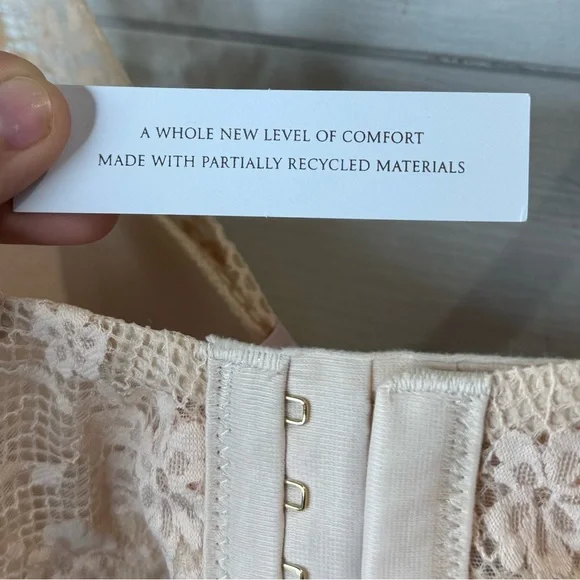 A WHOLE NEW LEVEL OF COMFORT
MADE WITH PARTIALLY RECYCLED MATERIALS